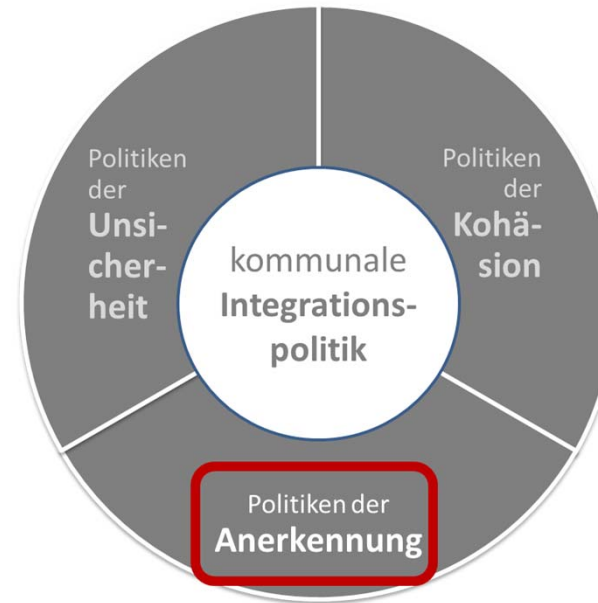 Politiken
der
Unsi-
cher-
heit
Politiken
der
Kohä-
sion
kommunale
Integrations-
politik
Politiken der
Anerkennung